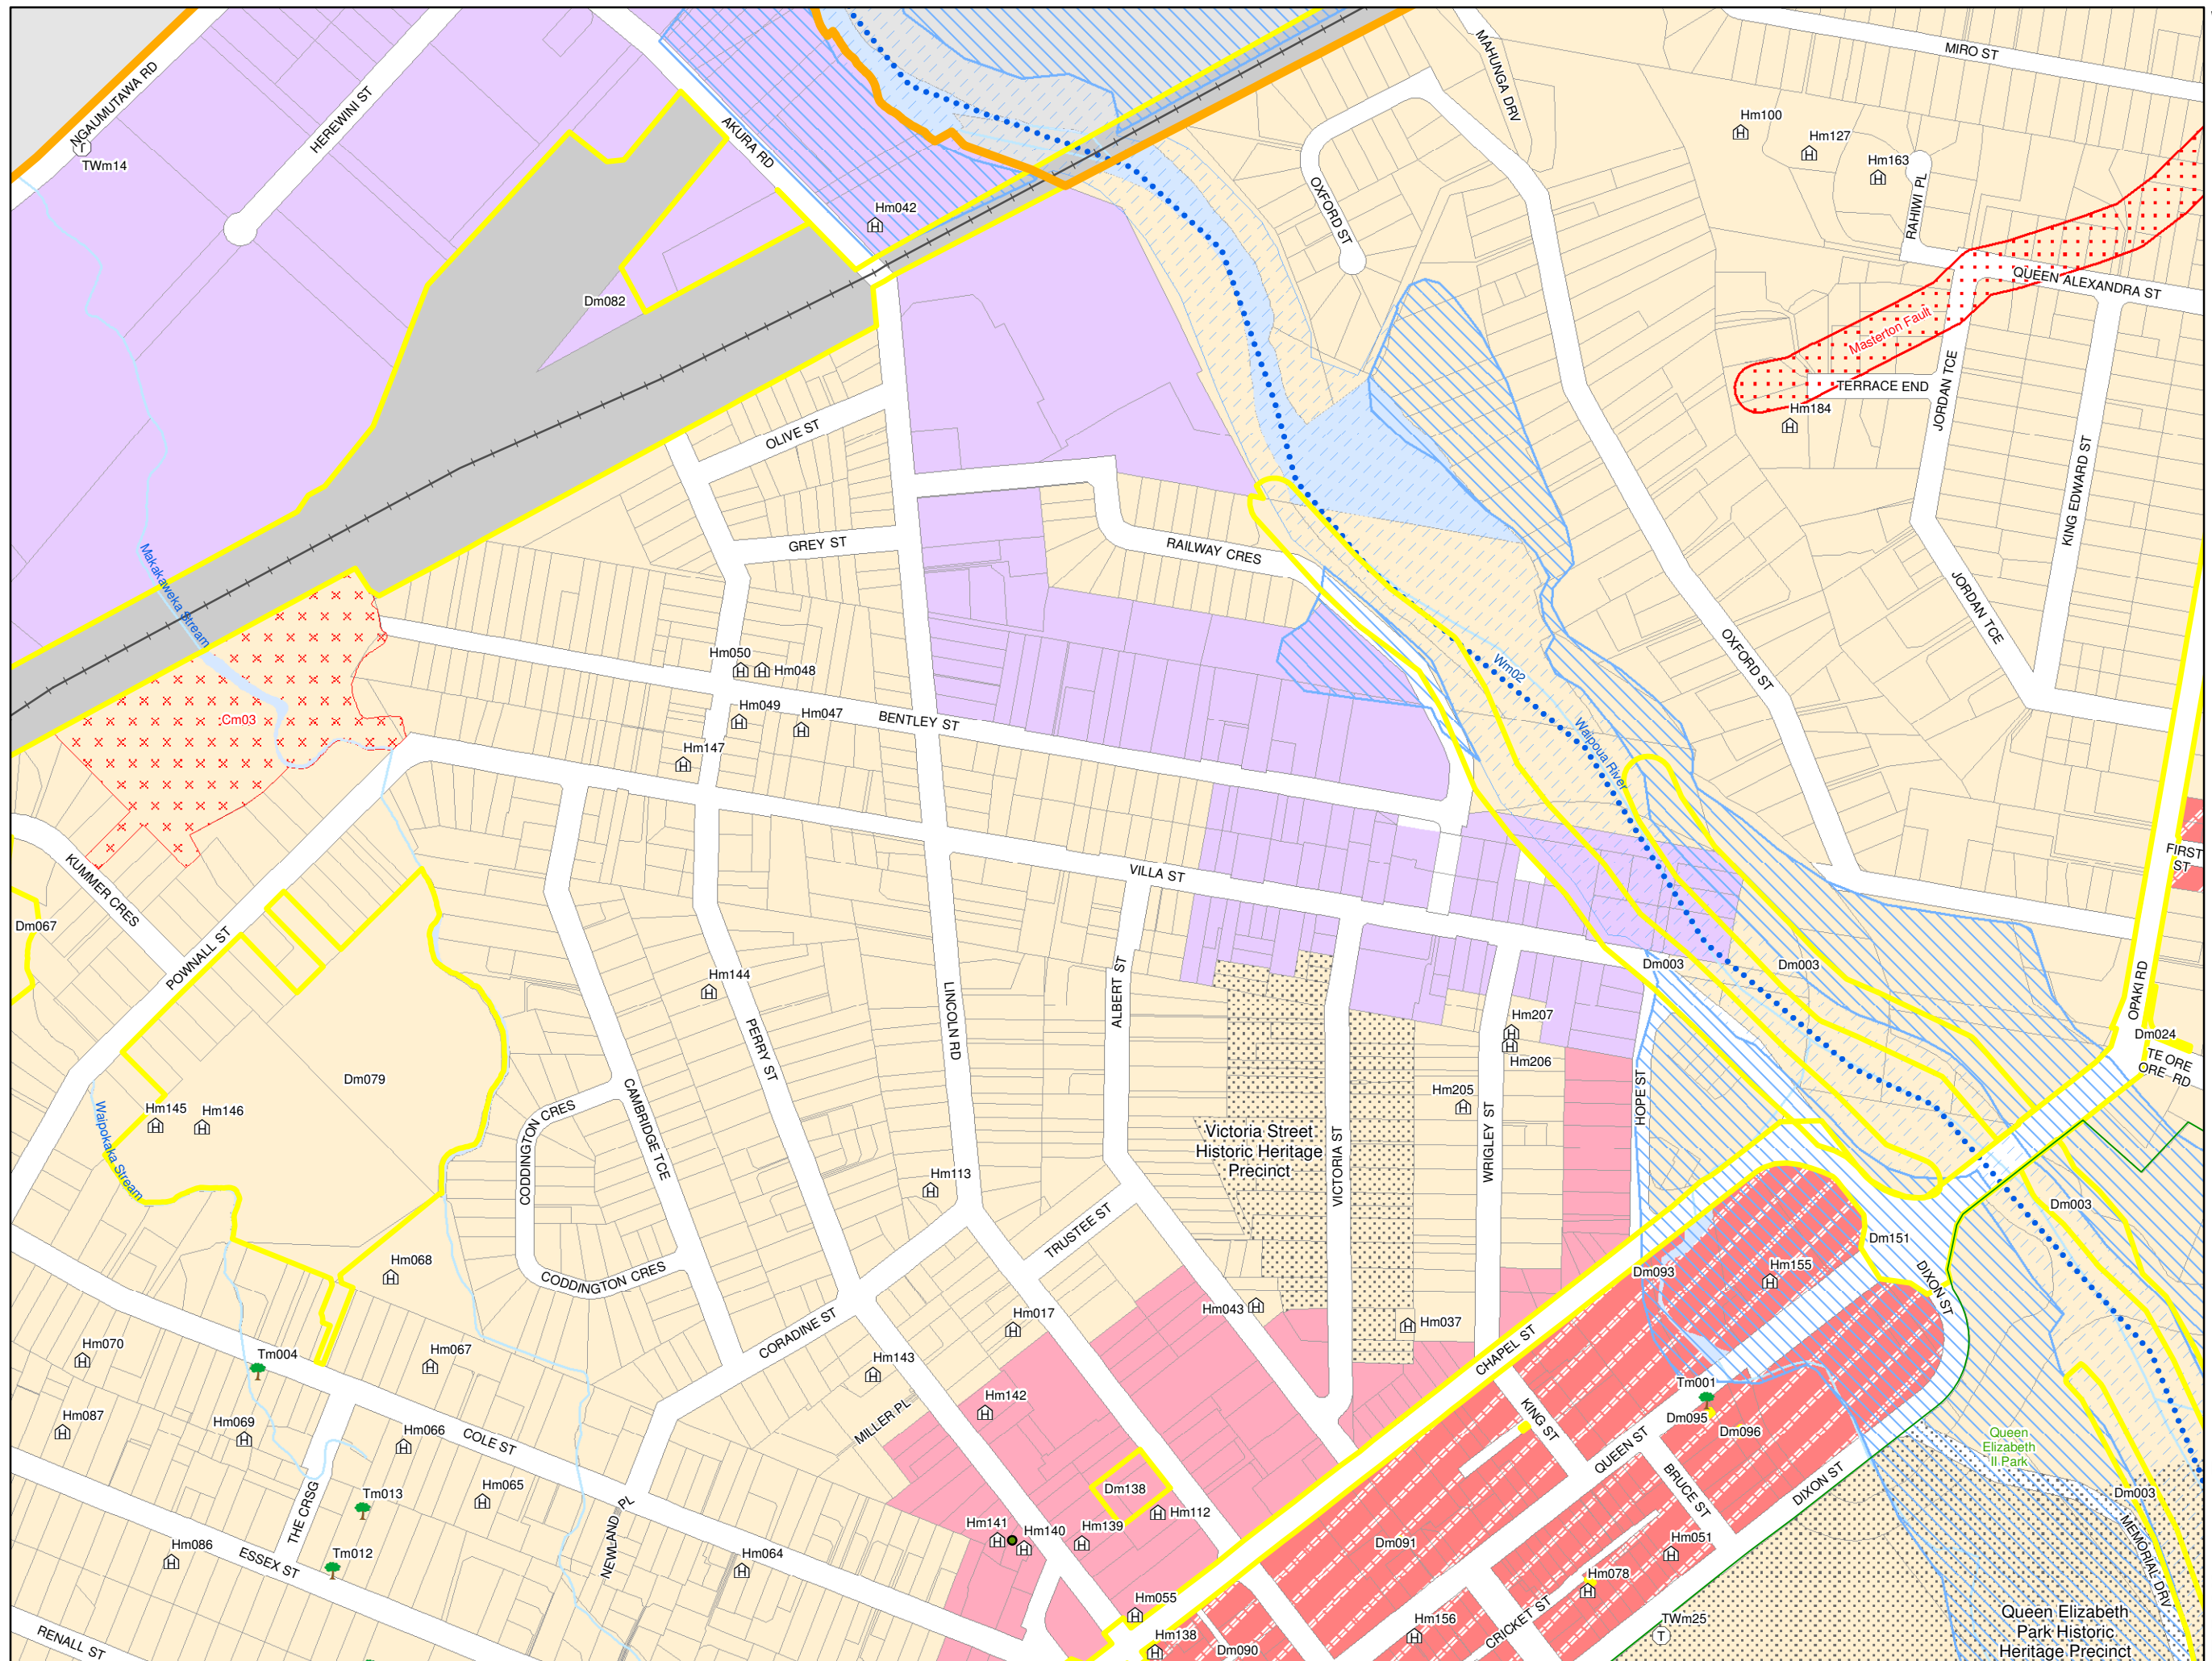 MIRO ST
MAHUNGA DRV
NGAUMUTAWA RD
TWm14
HEREWINI ST
AKURA RD
Hm100
Hm127
Hm163
RAHIWI PL
OXFORD ST
Hm042
QUEEN ALEXANDRA ST
Dm082
Masterton Fault
TERRACE END
JORDAN TCE
Hm184
OLIVE ST
KING EDWARD ST
GREY ST
RAILWAY CRES
Makakaweka Stream
JORDAN TCE
OXFORD ST
Hm050
Hm048
Wm02
Cm03
Hm049
Hm047
BENTLEY ST
Hm147
Waipoua River
FIRST
ST
VILLA ST
KUMMER CRES
Dm067
POWNALL ST
Hm144
Dm003
Dm003
ALBERT ST
LINCOLN RD
OPAKI RD
Hm207
Hm206
Dm024
TE ORE
ORE RD
PERRY ST
Dm079
Hm145
Hm146
Hm205
HOPE ST
CAMBRIDGE TCE
CODDINGTON CRES
Waipokaka Stream
Victoria Street
Historic Heritage
Precinct
VICTORIA ST
WRIGLEY ST
Hm113
TRUSTEE ST
Dm003
Dm151
Hm068
CODDINGTON CRES
Dm093
Hm155
DIXON ST
Hm043
Hm017
Hm037
CORADINE ST
CHAPEL ST
Hm070
Tm004
Hm067
Hm143
Tm001
Hm142
MILLER PL
Hm087
Hm069
Hm066
COLE ST
KING ST
Dm095
Dm096
QUEEN ST
Queen
Elizabeth
II Park
BRUCE ST
DIXON ST
Dm003
Tm013
Hm065
Dm138
Hm112
THE CRSG
NEWLAND PL
Hm141
Hm140
Hm139
Dm091
Hm051
MEMORIAL DRV
Hm086
ESSEX ST
Tm012
Hm064
Hm078
Hm055
Hm156
CRICKET ST
TWm25
T
Queen Elizabeth
Park Historic
Heritage Precinct
RENALL ST
Hm138
Dm090